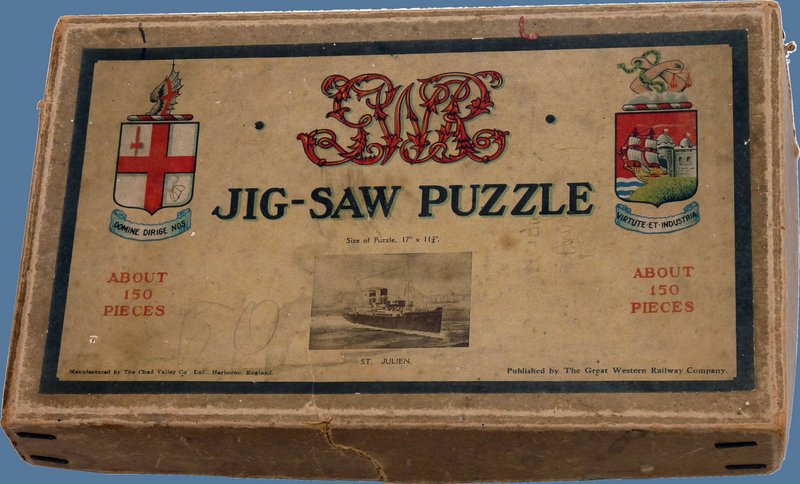 GWR
JIG-SAW PUZZLE
DOMINE DIRIGE NOS
VIRTUTE·ET·INDUSTRIA
Size of Puzzle, 17" x 11¾".
ABOUT
150
PIECES
ABOUT
150
PIECES
ST. JULIEN.
Manufactured by The Chad Valley Co., Ltd., Harborne, England.
Published by The Great Western Railway Company.